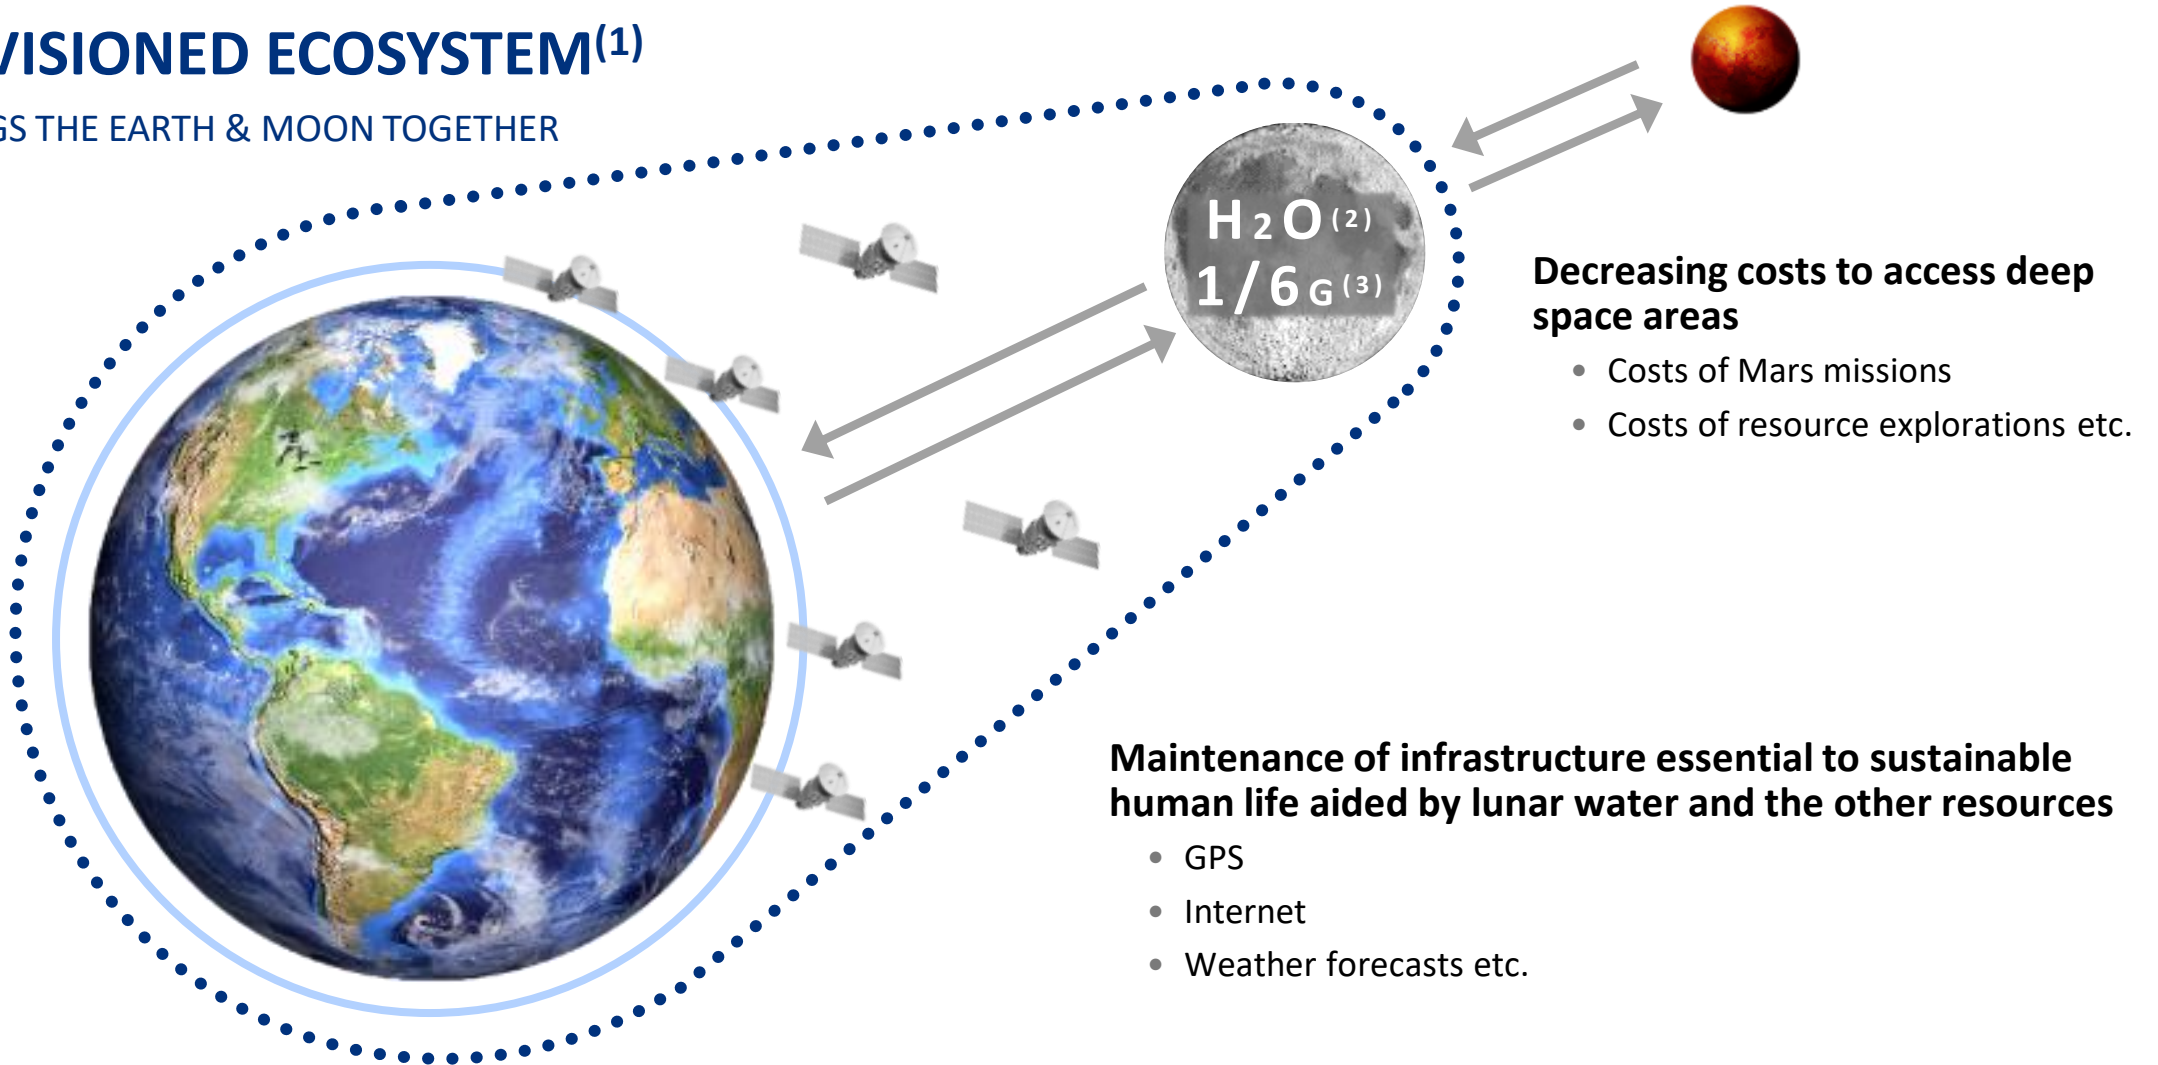 VISIONED ECOSYSTEM(1)
GS THE EARTH & MOON TOGETHER
H2O(2)
1/6G(3)
Decreasing costs to access deep
space areas
• Costs of Mars missions
• Costs of resource explorations etc.
Maintenance of infrastructure essential to sustainable
human life aided by lunar water and the other resources
• GPS
• Internet
• Weather forecasts etc.